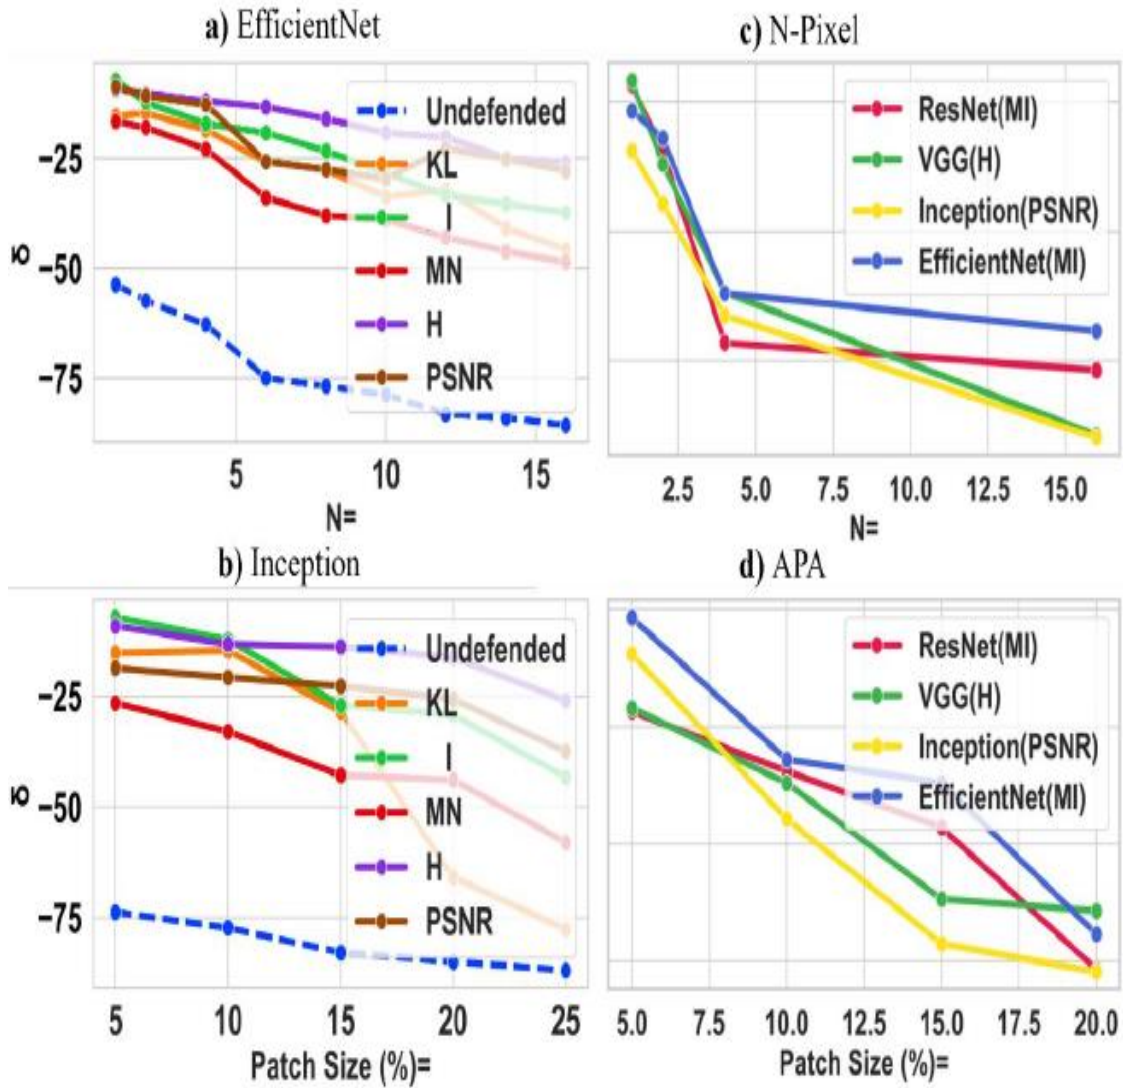 a) EfficientNet
Undefended
KL
I
MN
H
PSNR
−25
−50
−75
5 10 15
N=
c) N-Pixel
ResNet(MI)
VGG(H)
Inception(PSNR)
EfficientNet(MI)
2.5 5.0 7.5 10.0 12.5 15.0
N=
b) Inception
Undefended
KL
I
MN
H
PSNR
−25
−50
−75
5 10 15 20 25
Patch Size (%)=
d) APA
ResNet(MI)
VGG(H)
Inception(PSNR)
EfficientNet(MI)
5.0 7.5 10.0 12.5 15.0 17.5 20.0
Patch Size (%)=